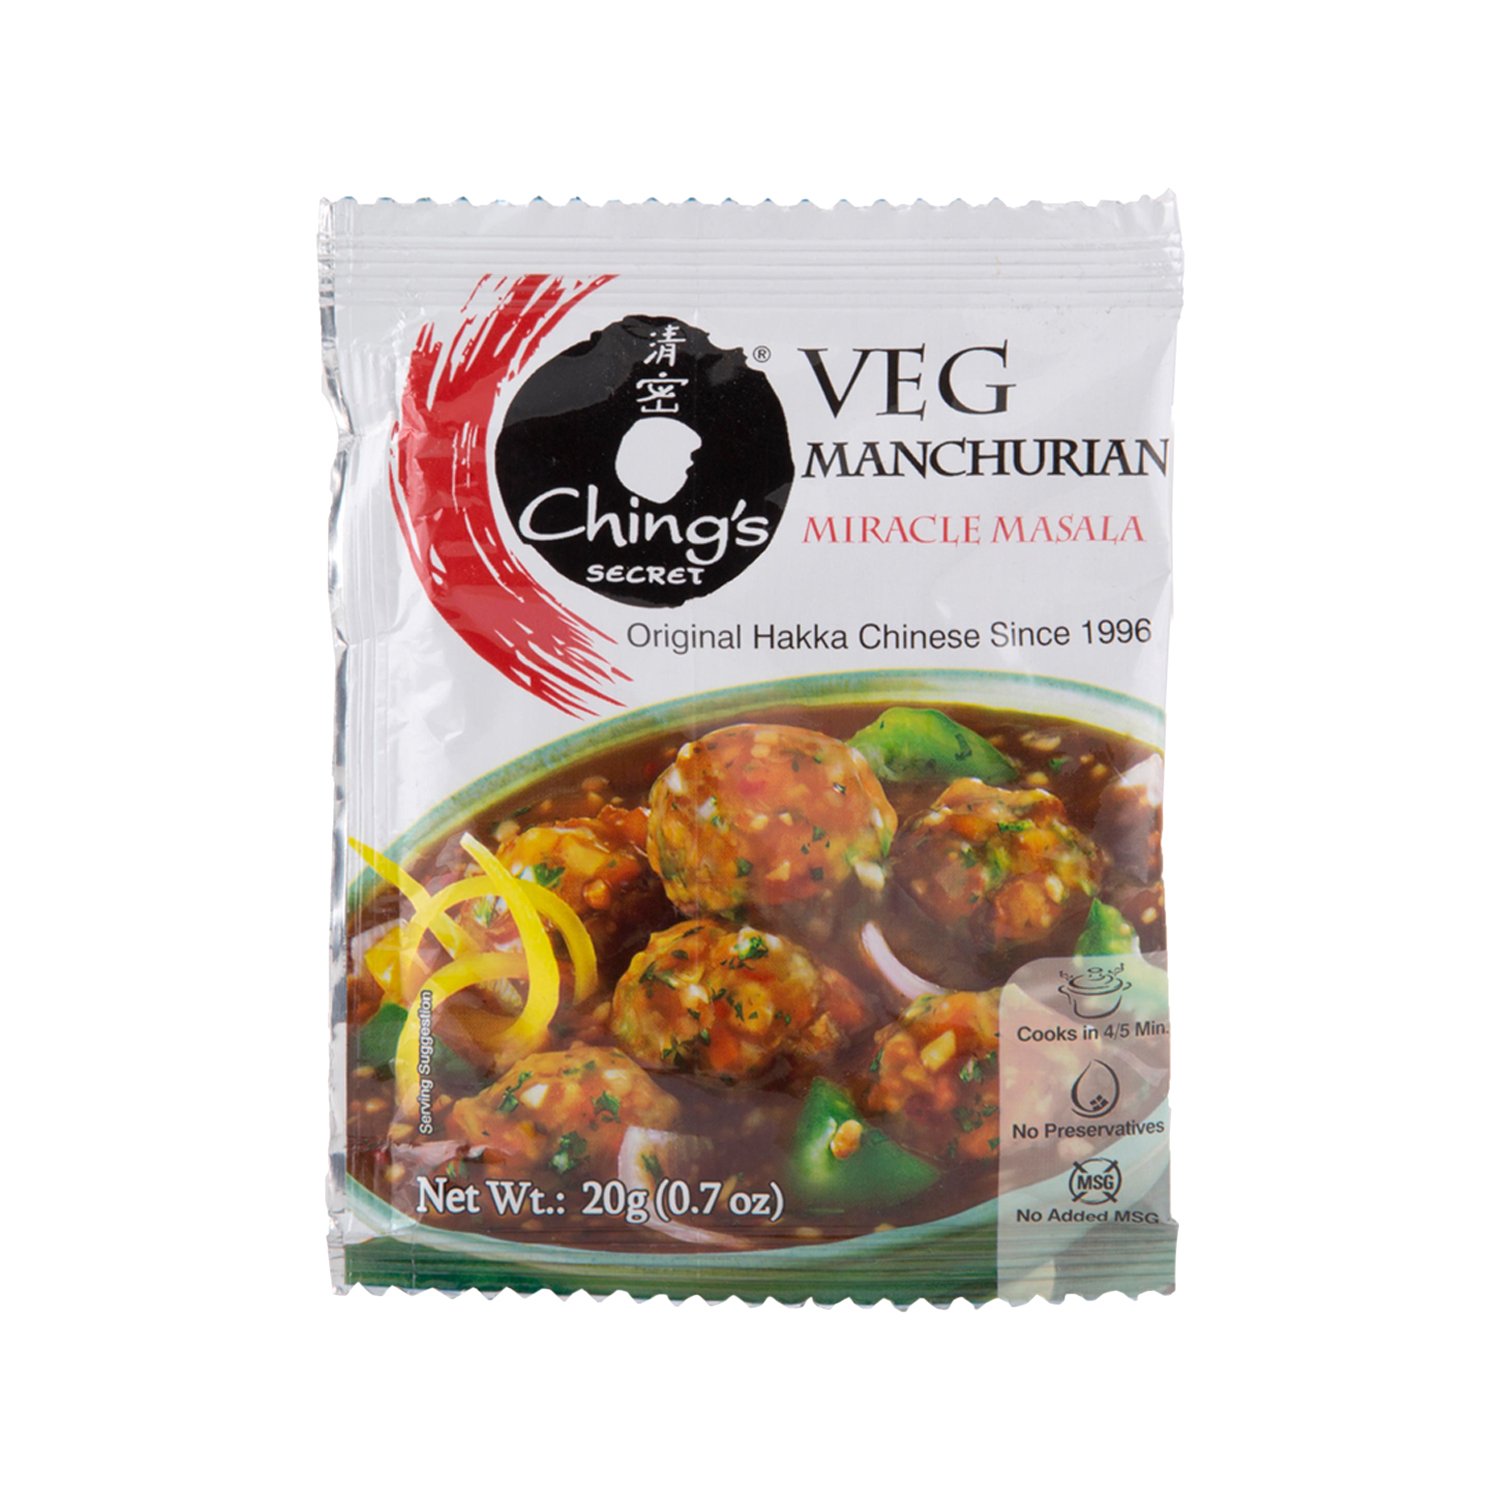 清
密
Ching's
SECRET
®
VEG
MANCHURIAN
MIRACLE MASALA
Original Hakka Chinese Since 1996
Serving Suggestion
Cooks in 4/5 Min.
No Preservatives
MSG
No Added MSG
Net Wt.: 20g (0.7 oz)